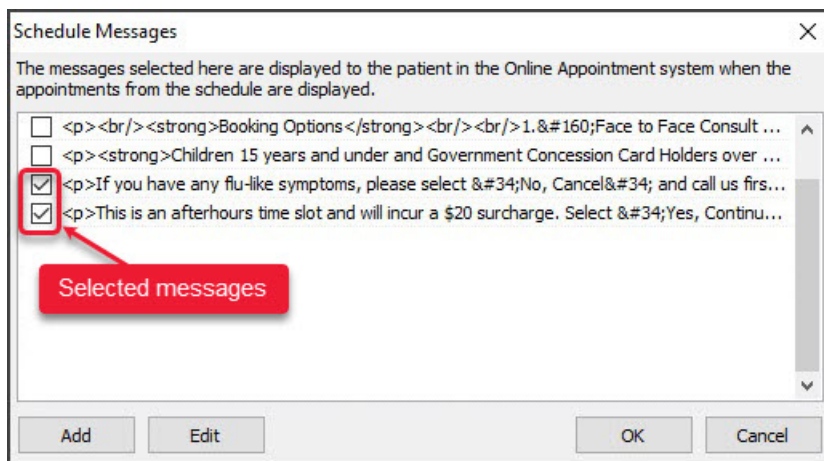 Schedule Messages
The messages selected here are displayed to the patient in the Online Appointment system when the
appointments from the schedule are displayed.
<p><br/><strong>Booking Options</strong><br/><br/>1.&#160;Face to Face Consult ...
<p><strong>Children 15 years and under and Government Concession Card Holders over ...
<p>If you have any flu-like symptoms, please select &#34;No, Cancel&#34; and call us firs...
<p>This is an afterhours time slot and will incur a $20 surcharge. Select &#34;Yes, Continu...
Selected messages
Add Edit OK Cancel